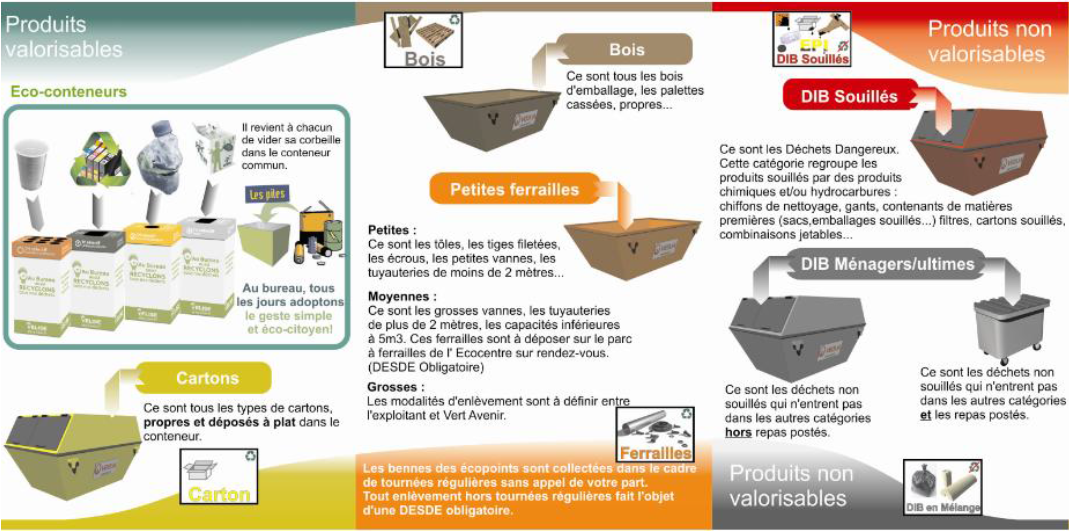 Produits
valorisables
Eco-conteneurs
Il revient à chacun
de vider sa corbeille
dans le conteneur
commun.
Les piles
Au Bureau
RECYCLONS
Au Bureau
RECYCLONS
Au Bureau
RECYCLONS
Au Bureau
RECYCLONS
Au bureau, tous
les jours adoptons
le geste simple
et éco-citoyen!
Cartons
Ce sont tous les types de cartons,
propres et déposés à plat dans le
conteneur.
Carton
Bois
Bois
Ce sont tous les bois
d'emballage, les palettes
cassées, propres...
Petites ferrailles
Petites :
Ce sont les tôles, les tiges filetées,
les écrous, les petites vannes, les
tuyauteries de moins de 2 mètres...
Moyennes :
Ce sont les grosses vannes, les tuyauteries
de plus de 2 mètres, les capacités inférieures
à 5m3. Ces ferrailles sont à déposer sur le parc
à ferrailles de l' Ecocentre sur rendez-vous.
(DESDE Obligatoire)
Grosses :
Les modalités d'enlèvement sont à définir entre
l'exploitant et Vert Avenir.
Ferrailles
Les bennes des écopoints sont collectées dans le cadre
de tournées régulières sans appel de votre part.
Tout enlèvement hors tournées régulières fait l'objet
d'une DESDE obligatoire.
EPI
DIB Souillés
Produits non
valorisables
DIB Souillés
Ce sont les Déchets Dangereux.
Cette catégorie regroupe les
produits souillés par des produits
chimiques et/ou hydrocarbures :
chiffons de nettoyage, gants, contenants de matières
premières (sacs,emballages souillés...) filtres, cartons souillés,
combinaisons jetables...
DIB Ménagers/ultimes
Ce sont les déchets non
souillés qui n'entrent pas
dans les autres catégories
hors repas postés.
Ce sont les déchets non
souillés qui n'entrent pas
dans les autres catégories
et les repas postés.
Produits non
valorisables
DIB en Mélange